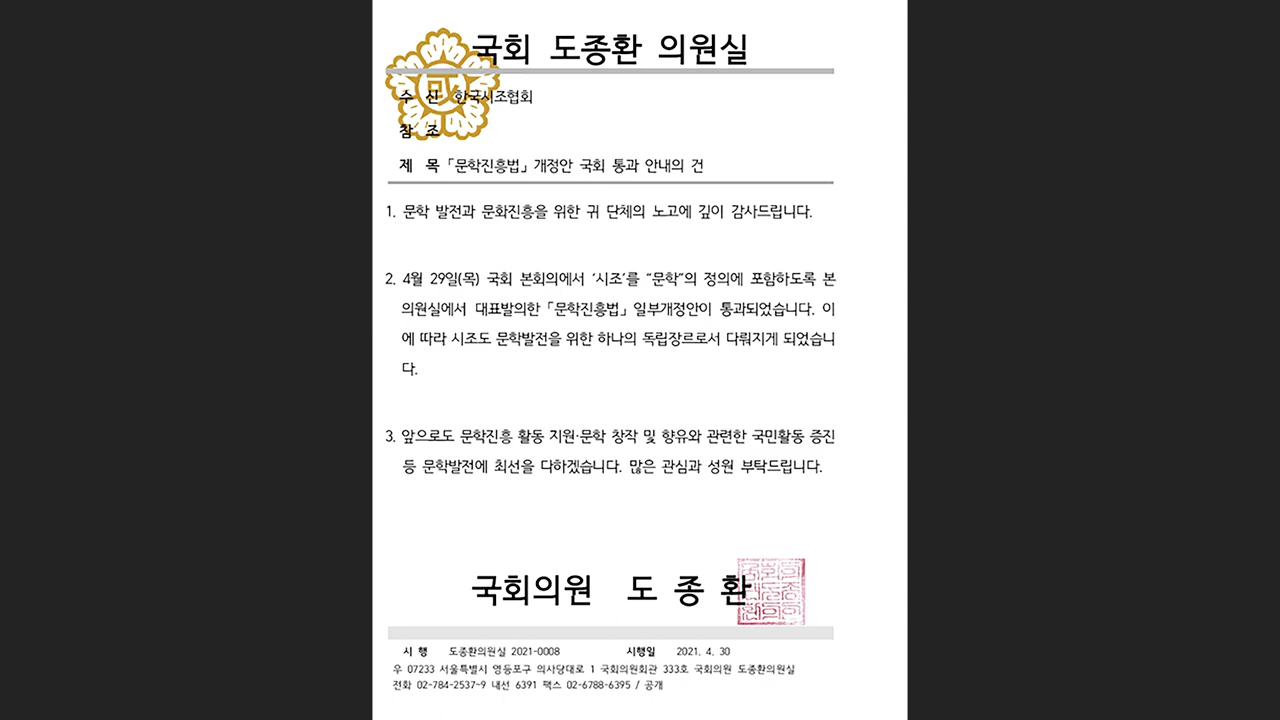 국회 도종환 의원실
國
수 신 한국시조협회
참 조
제 목 「문학진흥법」 개정안 국회 통과 안내의 건
1. 문학 발전과 문화진흥을 위한 귀 단체의 노고에 깊이 감사드립니다.
2. 4월 29일(목) 국회 본회의에서 '시조'를 "문학"의 정의에 포함하도록 본
의원실에서 대표발의한 「문학진흥법」 일부개정안이 통과되었습니다. 이
에 따라 시조도 문학발전을 위한 하나의 독립장르로서 다뤄지게 되었습니
다.
3. 앞으로도 문학진흥 활동 지원·문학 창작 및 향유와 관련한 국민활동 증진
등 문학발전에 최선을 다하겠습니다. 많은 관심과 성원 부탁드립니다.
국회의원 도 종 환
시 행 도종환의원실 2021-0008 시행일 2021. 4. 30
우 07233 서울특별시 영등포구 의사당대로 1 국회의원회관 333호 국회의원 도종환의원실
전화 02-784-2537~9 내선 6391 팩스 02-6788-6395 / 공개